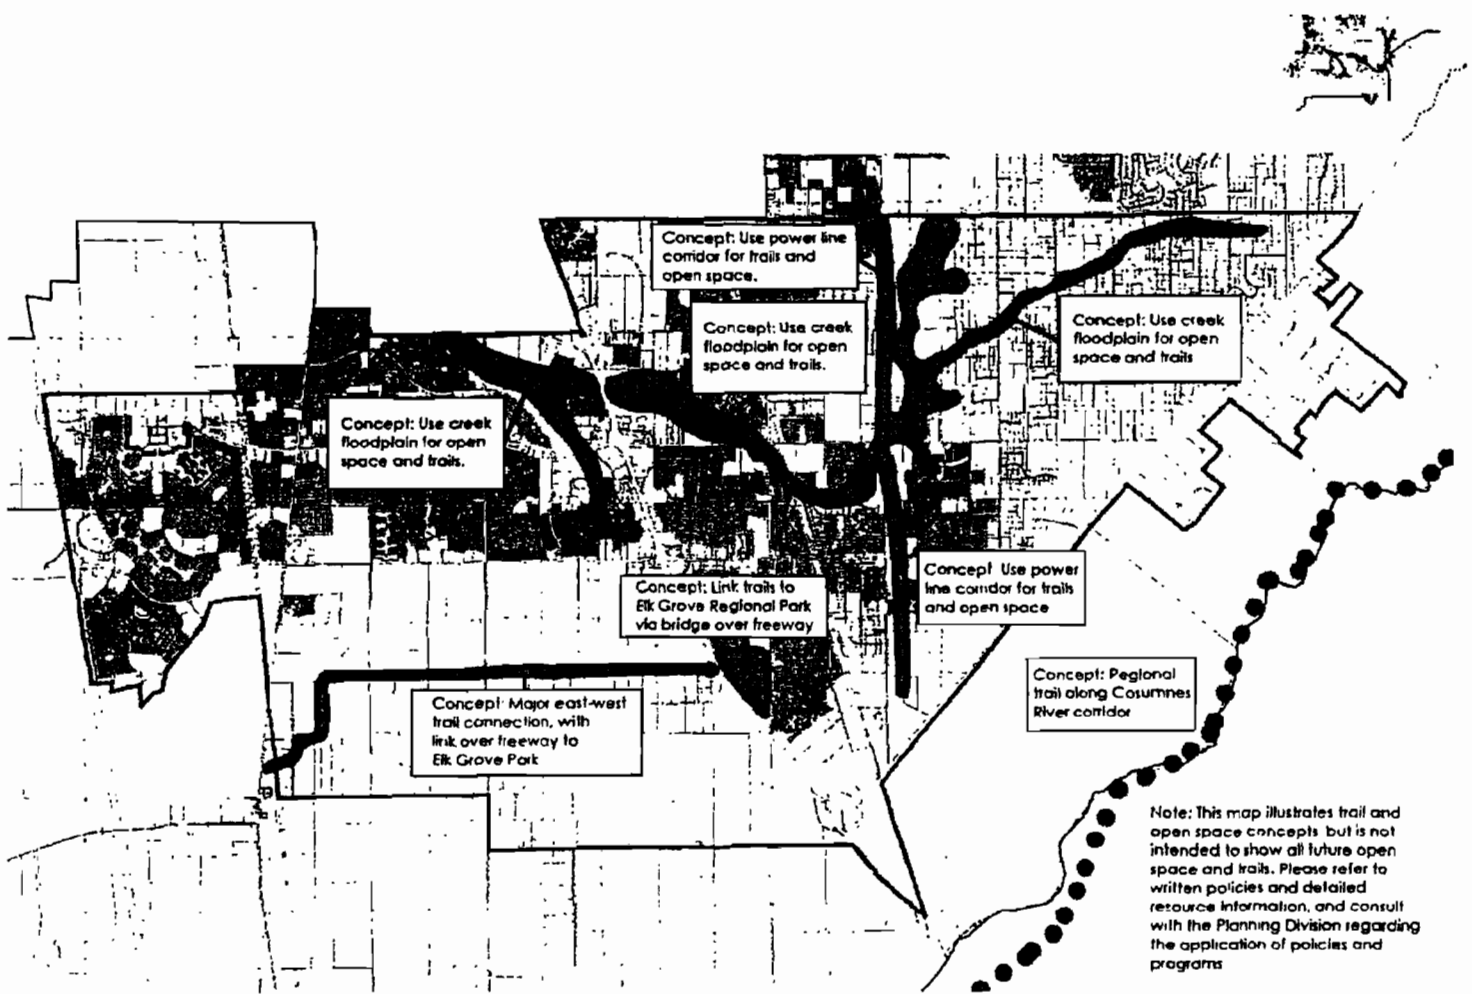 Concept: Use power line
corridor for trails and
open space.
Concept: Use creek
floodplain for open
space and trails.
Concept: Use creek
floodplain for open
space and trails
Concept: Use creek
floodplain for open
space and trails.
Concept Use power
line corridor for trails
and open space
Concept: Link trails to
Elk Grove Regional Park
via bridge over freeway
Concept: Regional
trail along Cosumnes
River corridor
Concept: Major east-west
trail connection, with
link over freeway to
Elk Grove Park
Note: This map illustrates trail and
open space concepts but is not
intended to show all future open
space and trails. Please refer to
written policies and detailed
resource information, and consult
with the Planning Division regarding
the application of policies and
programs